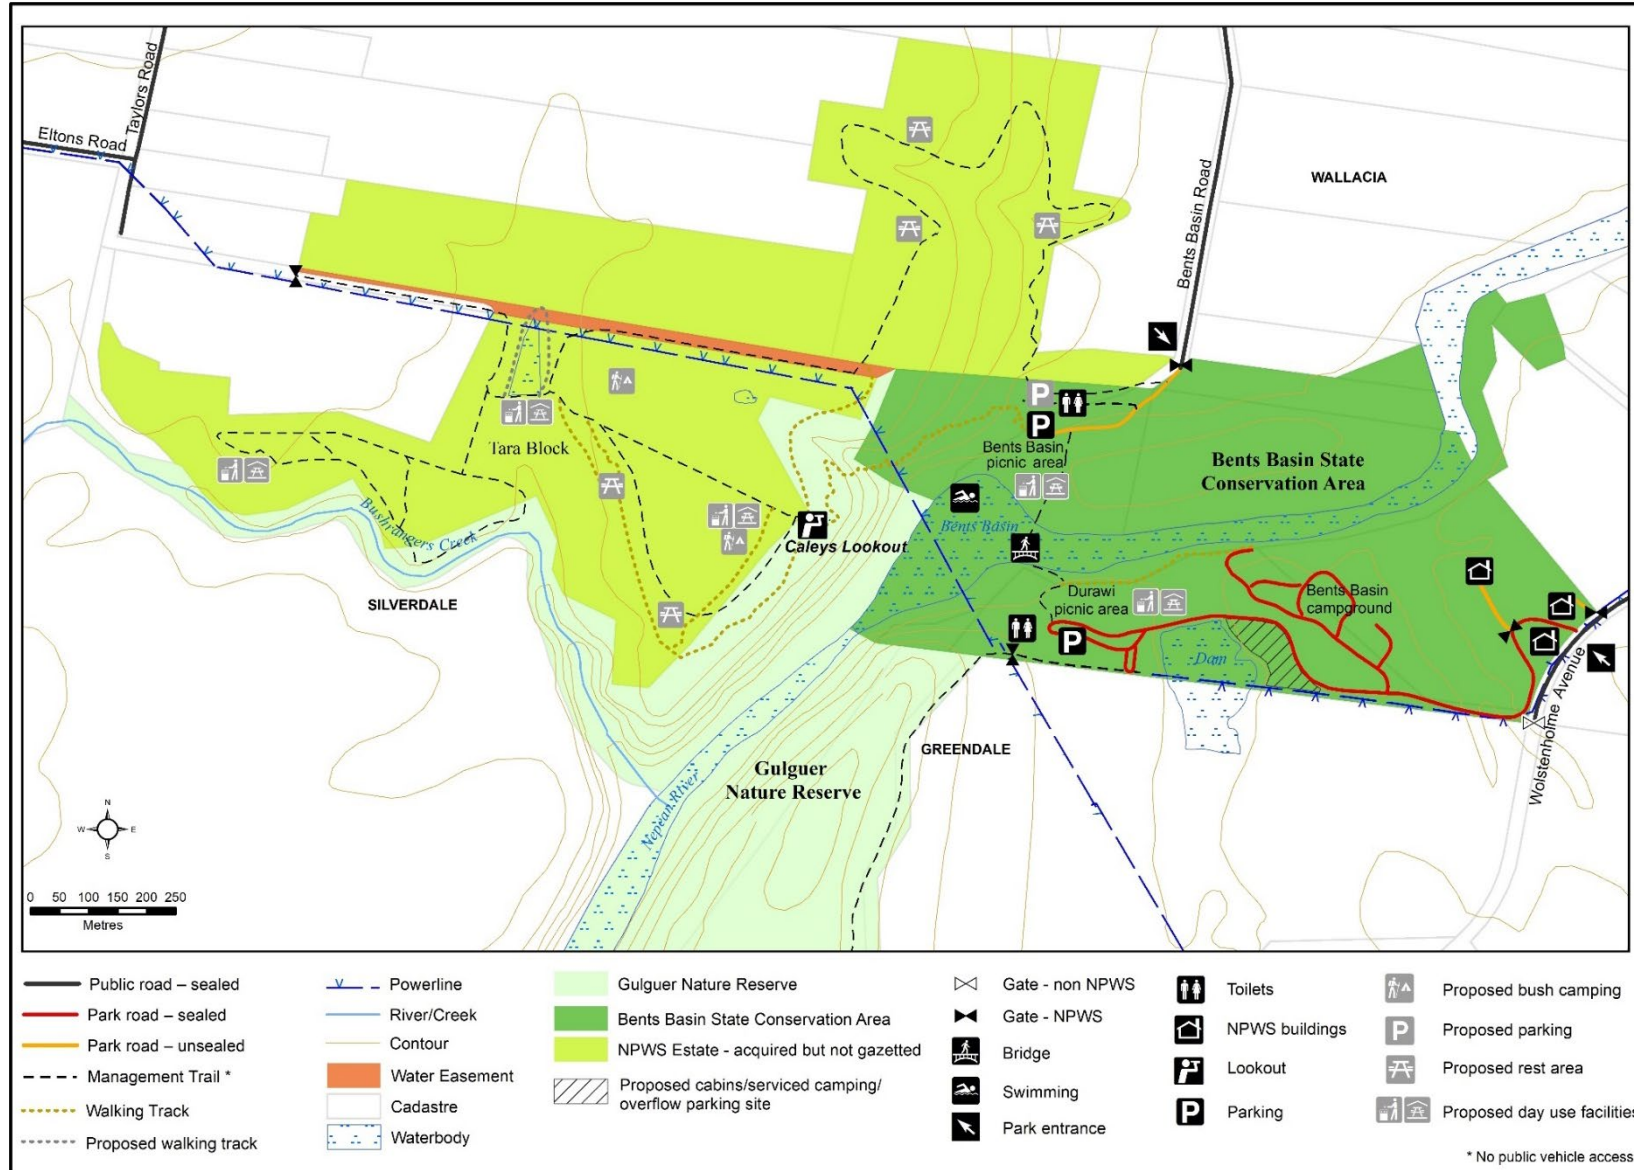 Taylors Road
Eltons Road
Bents Basin Road
WALLACIA
Tara Block
Bents Basin
picnic area
Bents Basin State
Conservation Area
Bents Basin
Bushrangers Creek
Caleys Lookout
SILVERDALE
Durawi
picnic area
Bents Basin
campground
Dam
Wolstenholme Avenue
GREENDALE
Gulguer
Nature Reserve
Nepean River
N
W
E
S
0 50 100 150 200 250
Metres
Public road – sealed
Park road – sealed
Park road – unsealed
Management Trail *
Walking Track
Proposed walking track
Powerline
River/Creek
Contour
Water Easement
Cadastre
Waterbody
Gulguer Nature Reserve
Bents Basin State Conservation Area
NPWS Estate - acquired but not gazetted
Proposed cabins/serviced camping/
overflow parking site
Gate - non NPWS
Gate - NPWS
Bridge
Swimming
Park entrance
Toilets
NPWS buildings
Lookout
P
Parking
Proposed bush camping
P
Proposed parking
Proposed rest area
Proposed day use facilities
* No public vehicle access
P
P
P